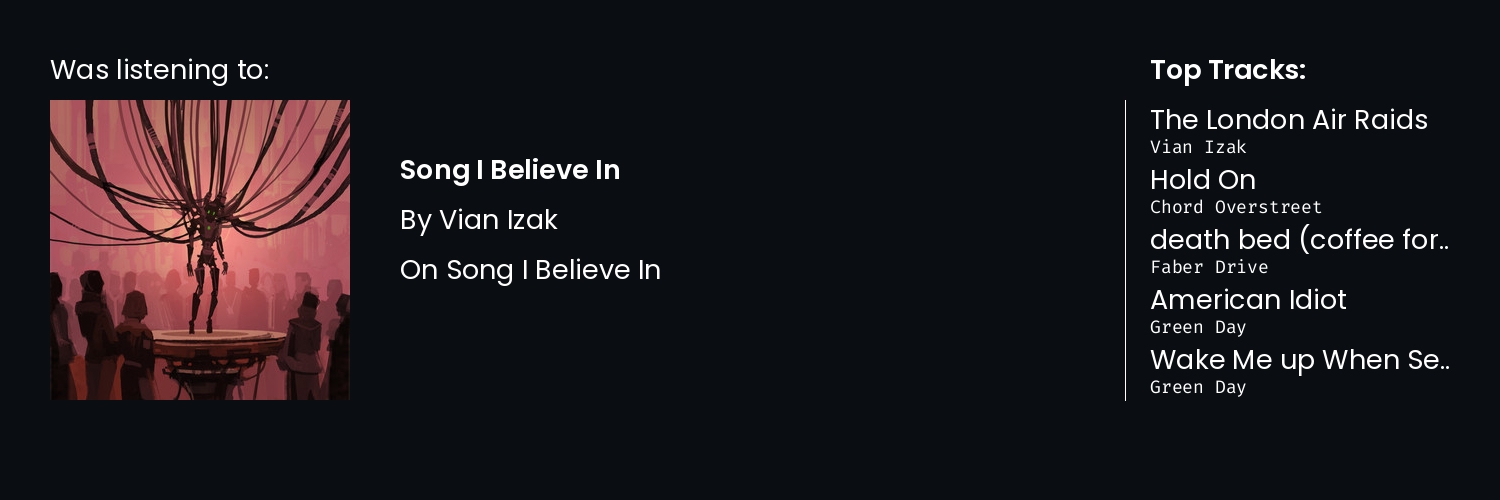 Was listening to:
Song I Believe In
By Vian Izak
On Song I Believe In
Top Tracks:
The London Air Raids
Vian Izak
Hold On
Chord Overstreet
death bed (coffee for..
Faber Drive
American Idiot
Green Day
Wake Me up When Se..
Green Day